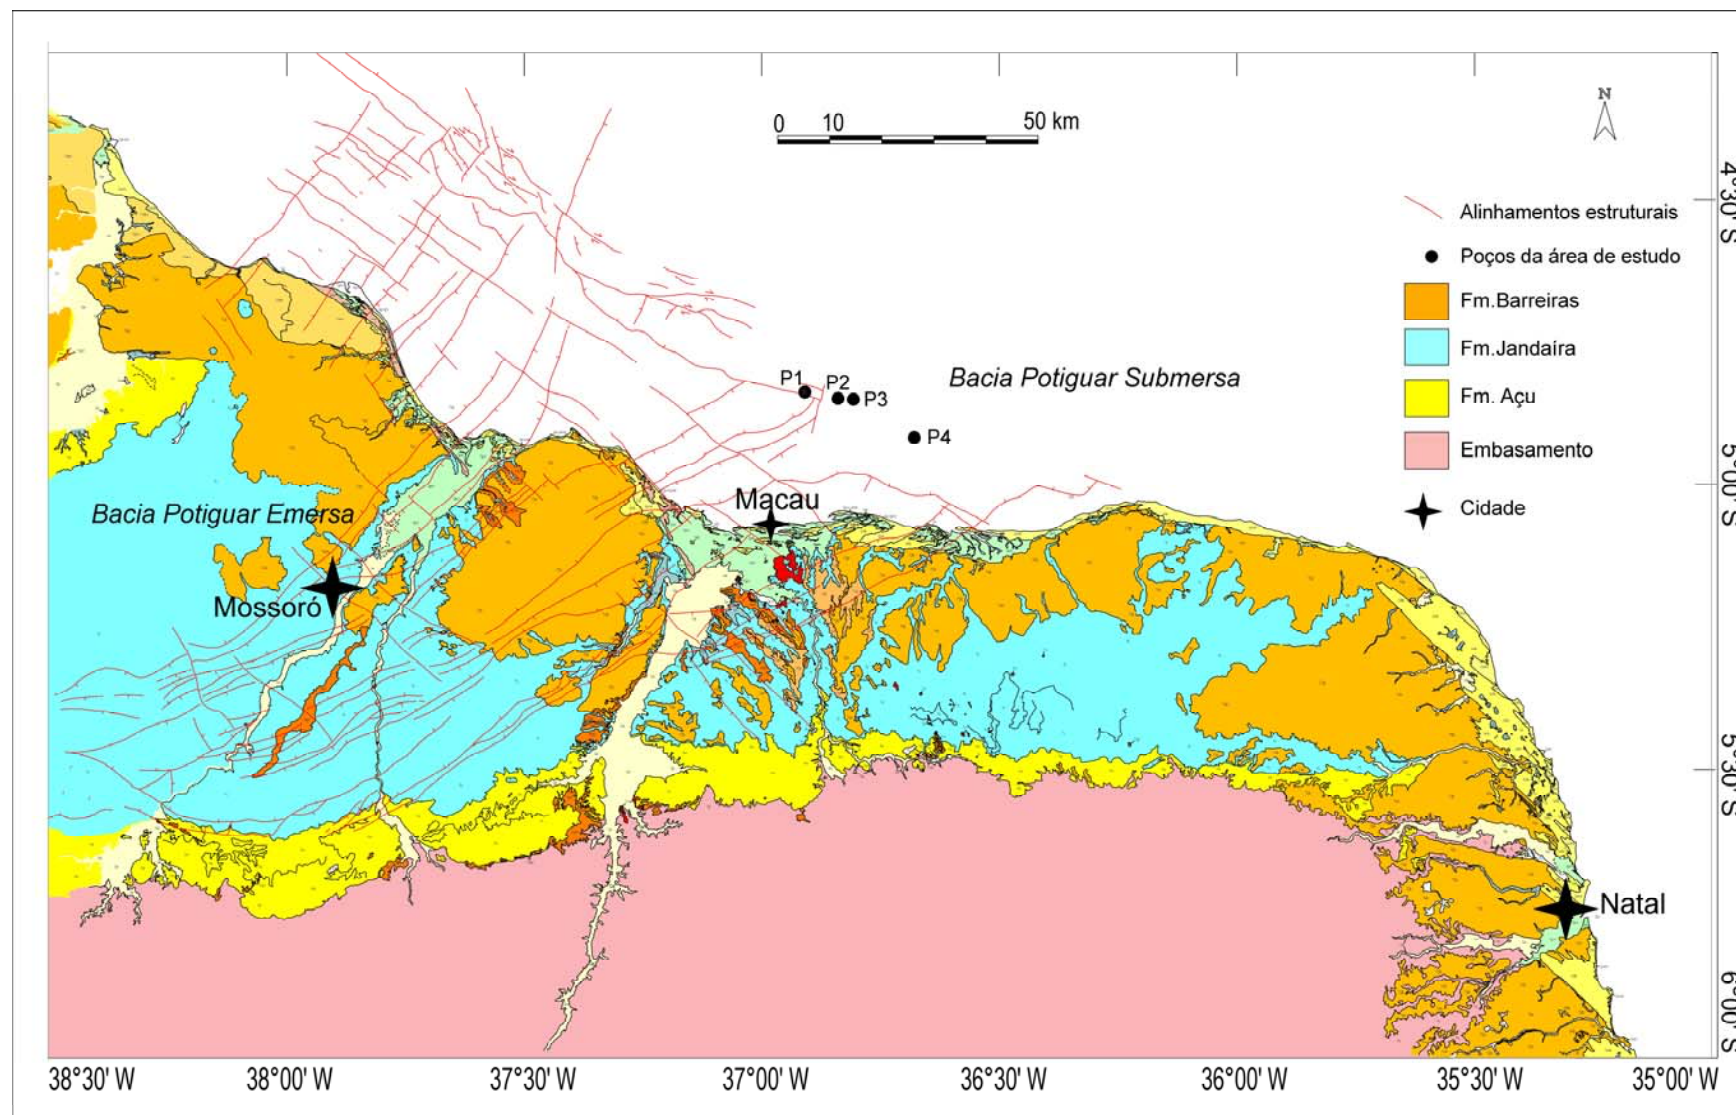 N
0 10 50 km
4°30' S
Alinhamentos estruturais
Poços da área de estudo
Fm.Barreiras
Fm.Jandaíra
Fm. Açu
Embasamento
Cidade
P1
P2
P3
P4
Bacia Potiguar Submersa
5°00' S
Macau
Bacia Potiguar Emersa
Mossoró
5°30' S
Natal
6°00' S
38°30' W 38°00' W 37°30' W 37°00' W 36°30' W 36°00' W 35°30' W 35°00' W